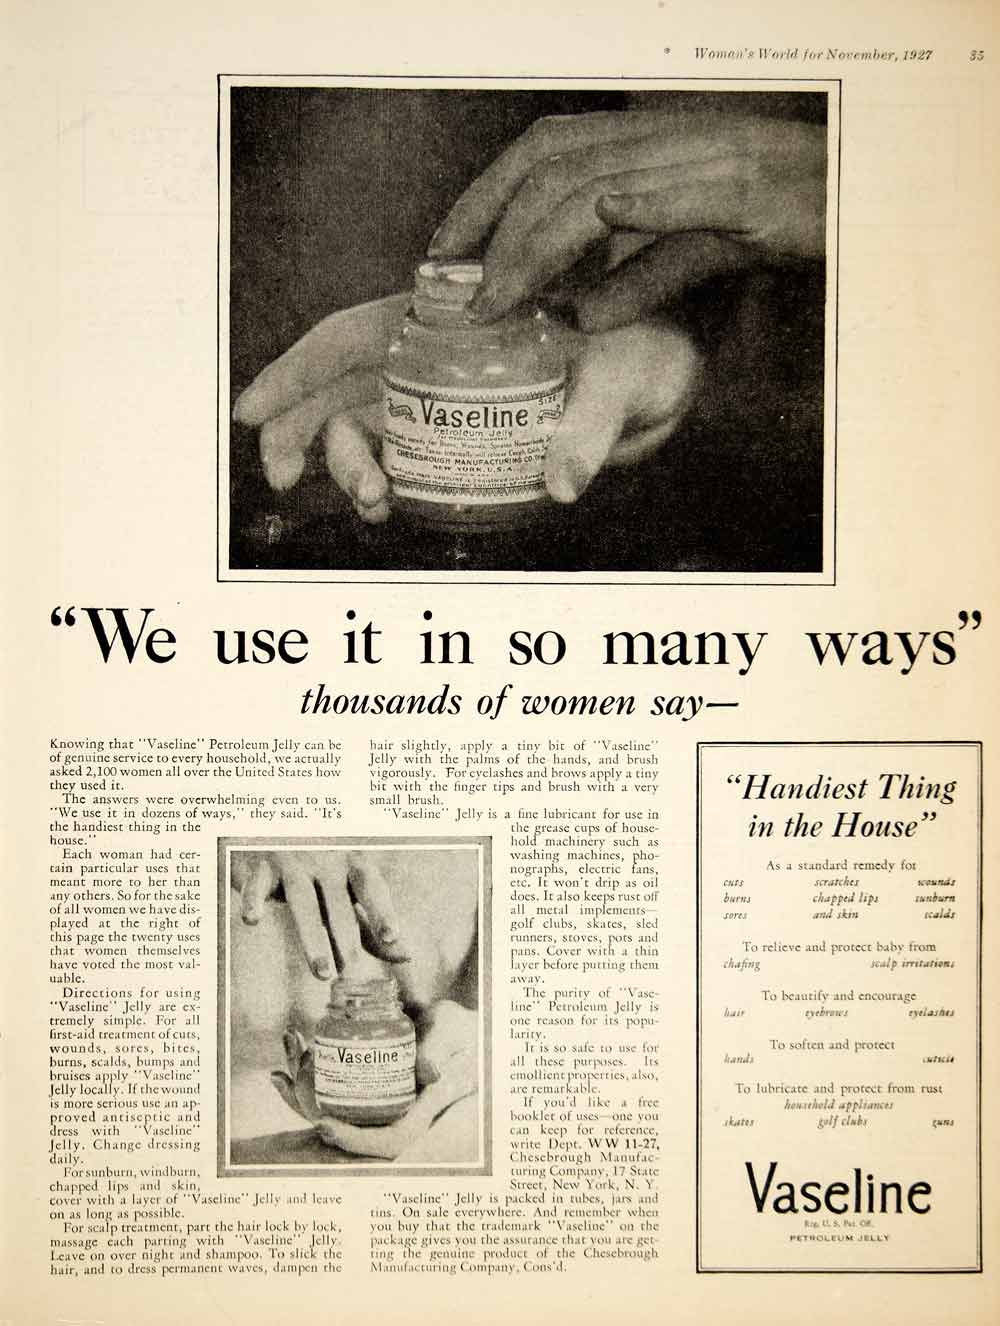 Woman's World for November, 1927 35
Vaseline
SIZE
Petroleum Jelly
CHESEBROUGH MANUFACTURING CO.
NEW YORK, U.S.A.
"We use it in so many ways"
thousands of women say—
Knowing that "Vaseline" Petroleum Jelly can be
of genuine service to every household, we actually
asked 2,100 women all over the United States how
they used it.
The answers were overwhelming even to us.
"We use it in dozens of ways," they said. "It's
the handiest thing in the
house."
Each woman had cer-
tain particular uses that
meant more to her than
any others. So for the sake
of all women we have dis-
played at the right of
this page the twenty uses
that women themselves
have voted the most val-
uable.
Directions for using
"Vaseline" Jelly are ex-
tremely simple. For all
first-aid treatment of cuts,
wounds, sores, bites,
burns, scalds, bumps and
bruises apply "Vaseline"
Jelly locally. If the wound
is more serious use an ap-
proved antiseptic and
dress with "Vaseline"
Jelly. Change dressing
daily.
For sunburn, windburn,
chapped lips and skin,
cover with a layer of "Vaseline" Jelly and leave
on as long as possible.
For scalp treatment, part the hair lock by lock,
massage each parting with "Vaseline" Jelly.
Leave on over night and shampoo. To slick the
hair, and to dress permanent waves, dampen the
Vaseline
hair slightly, apply a tiny bit of "Vaseline"
Jelly with the palms of the hands, and brush
vigorously. For eyelashes and brows apply a tiny
bit with the finger tips and brush with a very
small brush.
"Vaseline" Jelly is a fine lubricant for use in
the grease cups of house-
hold machinery such as
washing machines, pho-
nographs, electric fans,
etc. It won't drip as oil
does. It also keeps rust off
all metal implements—
golf clubs, skates, sled
runners, stoves, pots and
pans. Cover with a thin
layer before putting them
away.
The purity of "Vase-
line" Petroleum Jelly is
one reason for its popu-
larity.
It is so safe to use for
all these purposes. Its
emollient properties, also,
are remarkable.
If you'd like a free
booklet of uses—one you
can keep for reference,
write Dept. WW 11-27,
Chesebrough Manufac-
turing Company, 17 State
Street, New York, N. Y.
"Vaseline" Jelly is packed in tubes, jars and
tins. On sale everywhere. And remember when
you buy that the trademark "Vaseline" on the
package gives you the assurance that you are get-
ting the genuine product of the Chesebrough
Manufacturing Company, Cons'd.
"Handiest Thing
in the House"
As a standard remedy for
cuts scratches wounds
burns chapped lips sunburn
sores and skin scalds
To relieve and protect baby from
chafing scalp irritations
To beautify and encourage
hair eyebrows eyelashes
To soften and protect
hands cuticle
To lubricate and protect from rust
household appliances
skates golf clubs guns
Vaseline
Reg. U. S. Pat. Off.
PETROLEUM JELLY